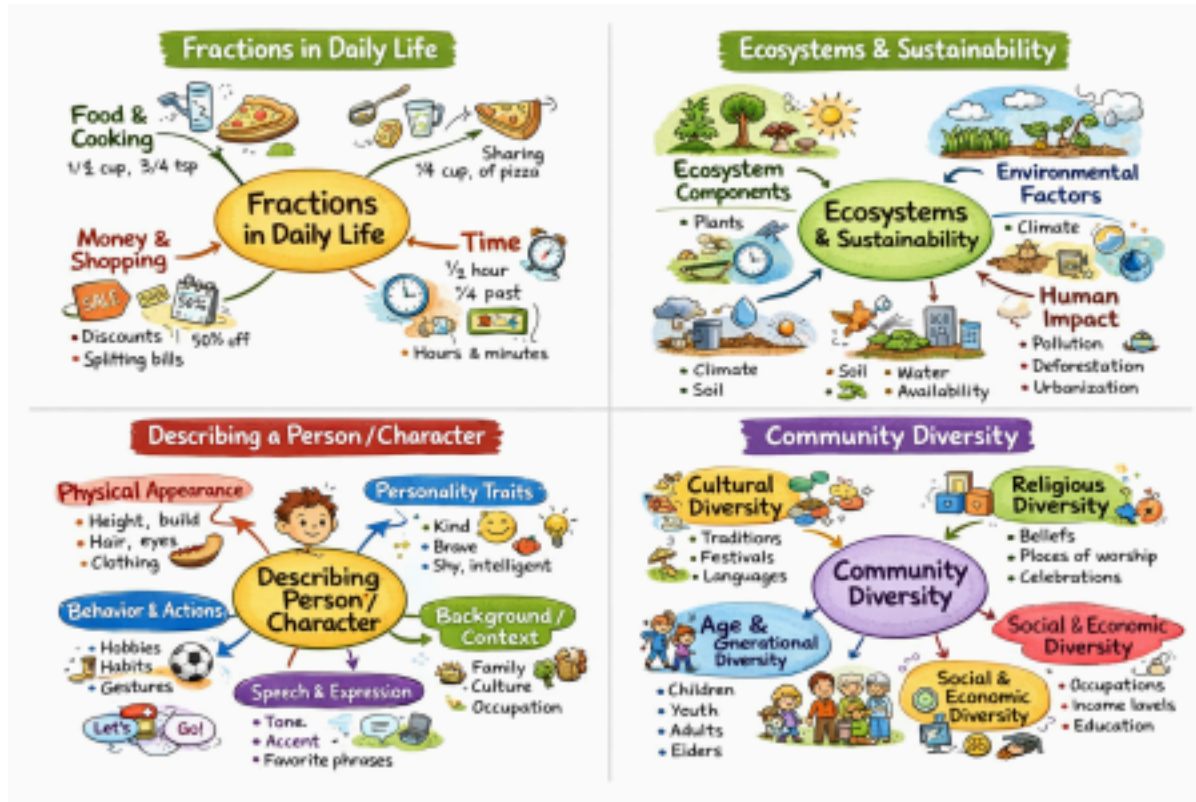 Fractions in Daily Life
Food &
Cooking
1/2 cup, 3/4 tsp
Sharing
1/4 cup, of pizza
Fractions
in Daily Life
Money &
Shopping
SALE
50%
• Discounts
50% off
• Splitting bills
Time
1/2 hour
1/4 past
• Hours & minutes
Ecosystems & Sustainability
Ecosystem
Components
• Plants
Environmental
Factors
• Climate
Ecosystems
& Sustainability
Human
Impact
• Pollution
• Deforestation
• Urbanization
• Climate
• Soil
• Soil
• Water
• Availability
Describing a Person / Character
Physical Appearance
• Height, build
• Hair, eyes
• Clothing
Personality Traits
• Kind
• Brave
• Shy, intelligent
Describing
Person /
Character
Behavior & Actions
• Hobbies
Habits
• Gestures
Let's
Go!
Background /
Context
Family
Culture
Occupation
Speech & Expression
• Tone.
• Accent
• Favorite phrases
Community Diversity
Cultural
Diversity
• Traditions
• Festivals
• Languages
Religious
Diversity
• Beliefs
• Places of worship
• Celebrations
Community
Diversity
Age &
Gnerational
Diversity
• Children
• Youth
• Adults
• Elders
Social &
Economic
Diversity
Social & Economic
Diversity
• Occupations
• Income levels
• Education